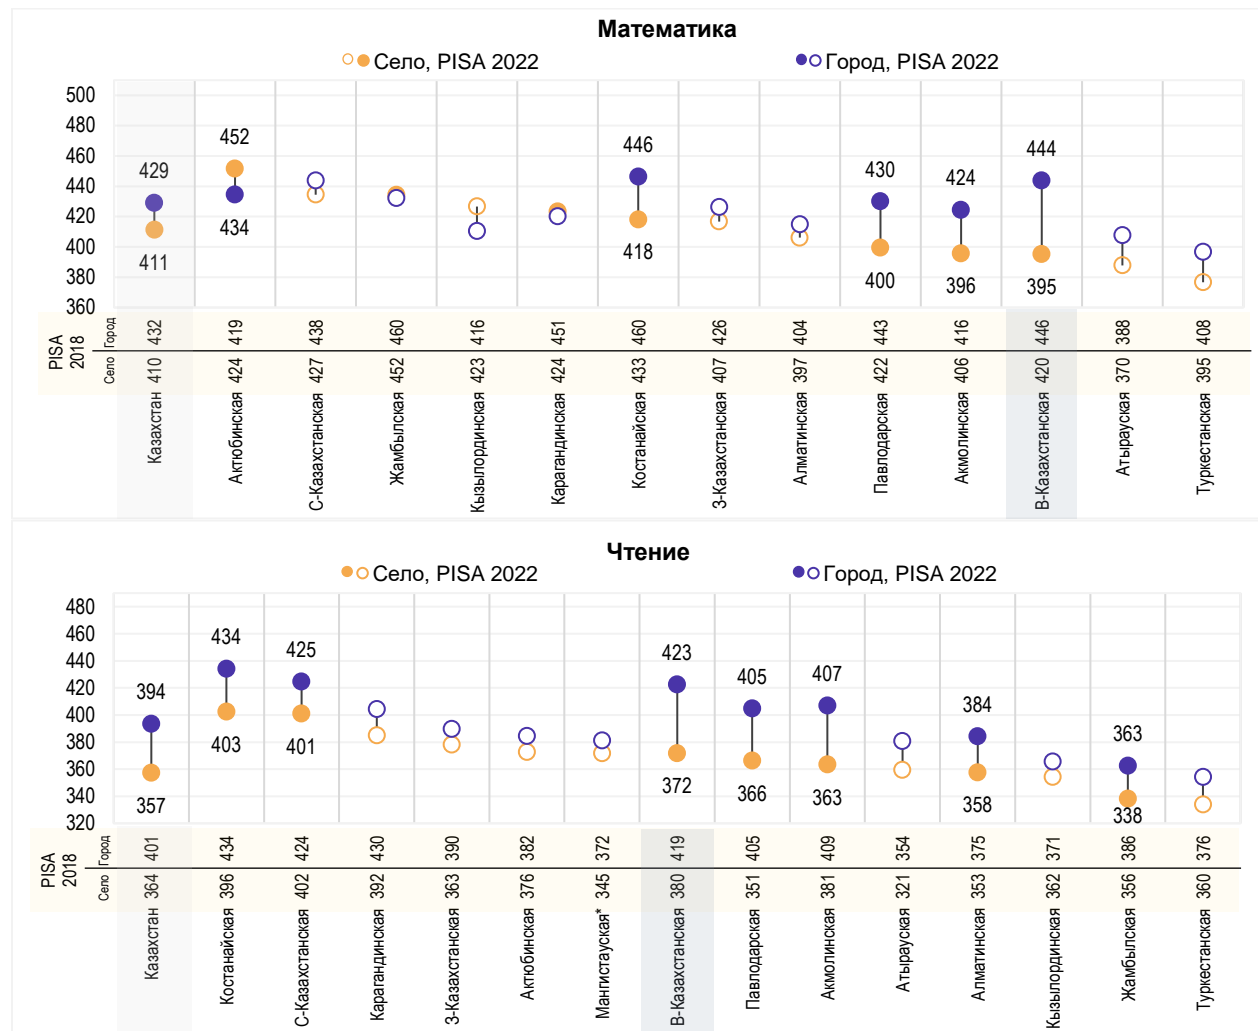 Математика
Село, PISA 2022 Город, PISA 2022
500
480
460
440
420
400
380
360
429 452 446 430 424 444
411 434 418 400 396 395
PISA 2018
Город 432 419 438 460 416 451 460 426 404 443 416 446 388 408
Село 410 424 427 452 423 424 433 407 397 422 406 420 370 395
Казахстан
Актюбинская
С-Казахстанская
Жамбылская
Кызылординская
Карагандинская
Костанайская
З-Казахстанская
Алматинская
Павлодарская
Акмолинская
В-Казахстанская
Атырауская
Туркестанская
Чтение
Село, PISA 2022 Город, PISA 2022
480
460
440
420
400
380
360
340
320
394 434 425 423 405 407 384 363
357 403 401 372 366 363 358 338
PISA 2018
Город 401 434 424 430 390 382 372 419 405 409 354 375 371 386 376
Село 364 396 402 392 363 376 345 380 351 381 321 353 362 356 360
Казахстан
Костанайская
С-Казахстанская
Карагандинская
З-Казахстанская
Актюбинская
Мангистауская*
В-Казахстанская
Павлодарская
Акмолинская
Атырауская
Алматинская
Кызылординская
Жамбылская
Туркестанская